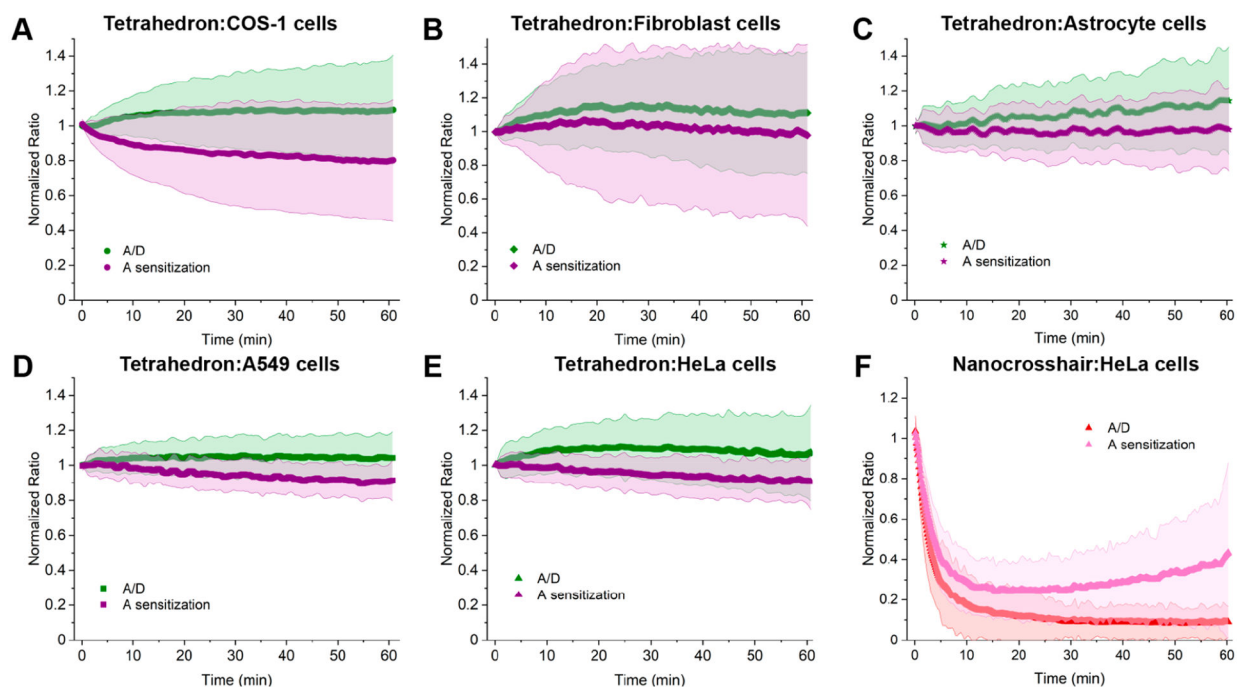 A Tetrahedron:COS-1 cells
1.4
1.2
1
0.8
0.6
0.4
0.2
0
Normalized Ratio
A/D
A sensitization
0 10 20 30 40 50 60
Time (min)
B Tetrahedron:Fibroblast cells
1.4
1.2
1
0.8
0.6
0.4
0.2
0
Normalized Ratio
A/D
A sensitization
0 10 20 30 40 50 60
Time (min)
C Tetrahedron:Astrocyte cells
1.4
1.2
1
0.8
0.6
0.4
0.2
0
Normalized Ratio
A/D
A sensitization
0 10 20 30 40 50 60
Time (min)
D Tetrahedron:A549 cells
1.4
1.2
1
0.8
0.6
0.4
0.2
0
Normalized Ratio
A/D
A sensitization
0 10 20 30 40 50 60
Time (min)
E Tetrahedron:HeLa cells
1.4
1.2
1
0.8
0.6
0.4
0.2
0
Normalized Ratio
A/D
A sensitization
0 10 20 30 40 50 60
Time (min)
F Nanocrosshair:HeLa cells
1.4
1.2
1
0.8
0.6
0.4
0.2
0
Normalized Ratio
A/D
A sensitization
0 10 20 30 40 50 60
Time (min)